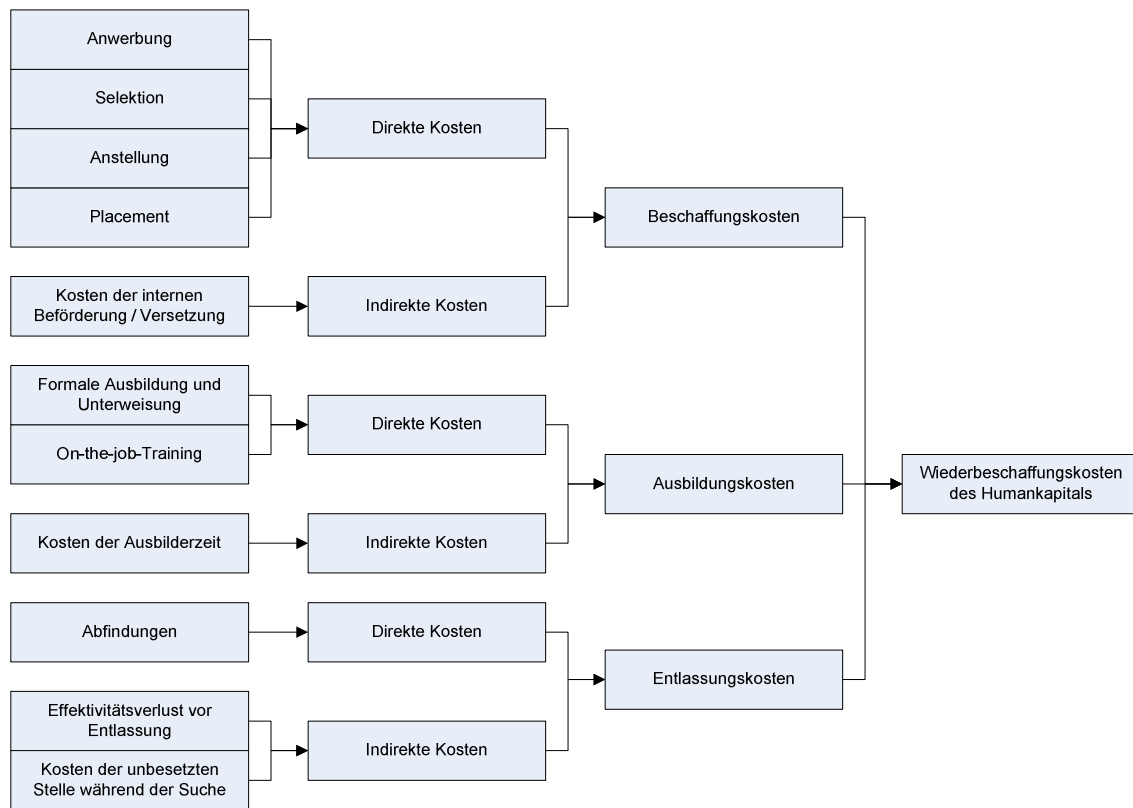 Anwerbung
Selektion
Anstellung
Placement
Kosten der internen
Beförderung / Versetzung
Formale Ausbildung und
Unterweisung
On-the-job-Training
Kosten der Ausbilderzeit
Abfindungen
Effektivitätsverlust vor
Entlassung
Kosten der unbesetzten
Stelle während der Suche
Direkte Kosten
Indirekte Kosten
Direkte Kosten
Indirekte Kosten
Direkte Kosten
Indirekte Kosten
Beschaffungskosten
Ausbildungskosten
Entlassungskosten
Wiederbeschaffungskosten
des Humankapitals